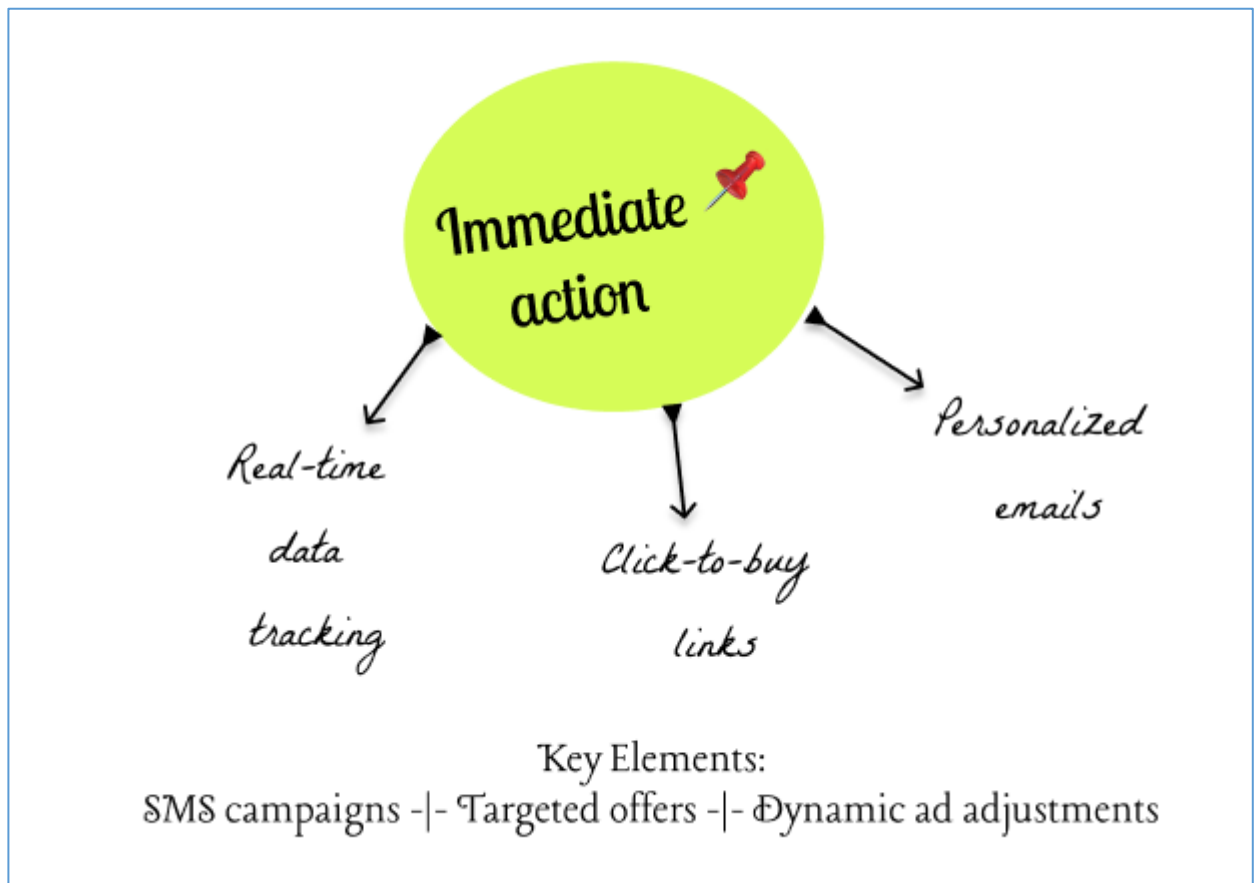 Immediate
action
Real-time
data
tracking
Click-to-buy
links
Personalized
emails
Key Elements:
SMS campaigns -|- Targeted offers -|- Dynamic ad adjustments